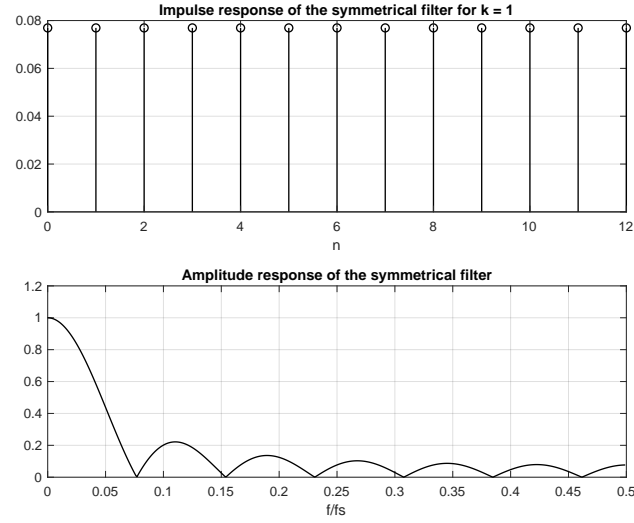 Impulse response of the symmetrical filter for k = 1
0.08
0.06
0.04
0.02
0
0 2 4 6 8 10 12
n
Amplitude response of the symmetrical filter
1.2
1
0.8
0.6
0.4
0.2
0
0 0.05 0.1 0.15 0.2 0.25 0.3 0.35 0.4 0.45 0.5
f/fs